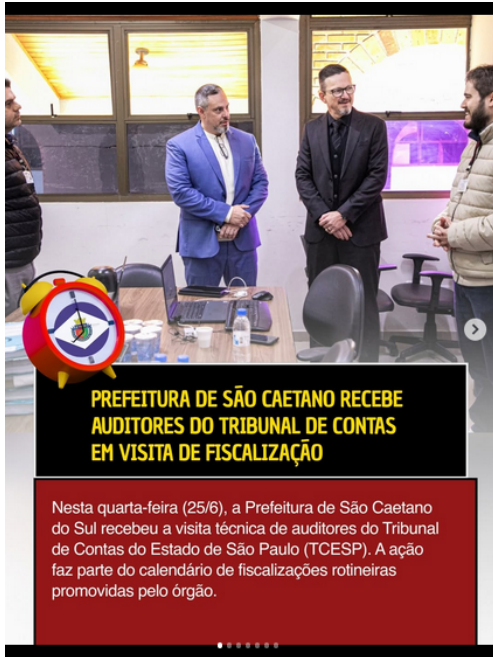 PREFEITURA DE SÃO CAETANO RECEBE
AUDITORES DO TRIBUNAL DE CONTAS
EM VISITA DE FISCALIZAÇÃO
Nesta quarta-feira (25/6), a Prefeitura de São Caetano
do Sul recebeu a visita técnica de auditores do Tribunal
de Contas do Estado de São Paulo (TCESP). A ação
faz parte do calendário de fiscalizações rotineiras
promovidas pelo órgão.